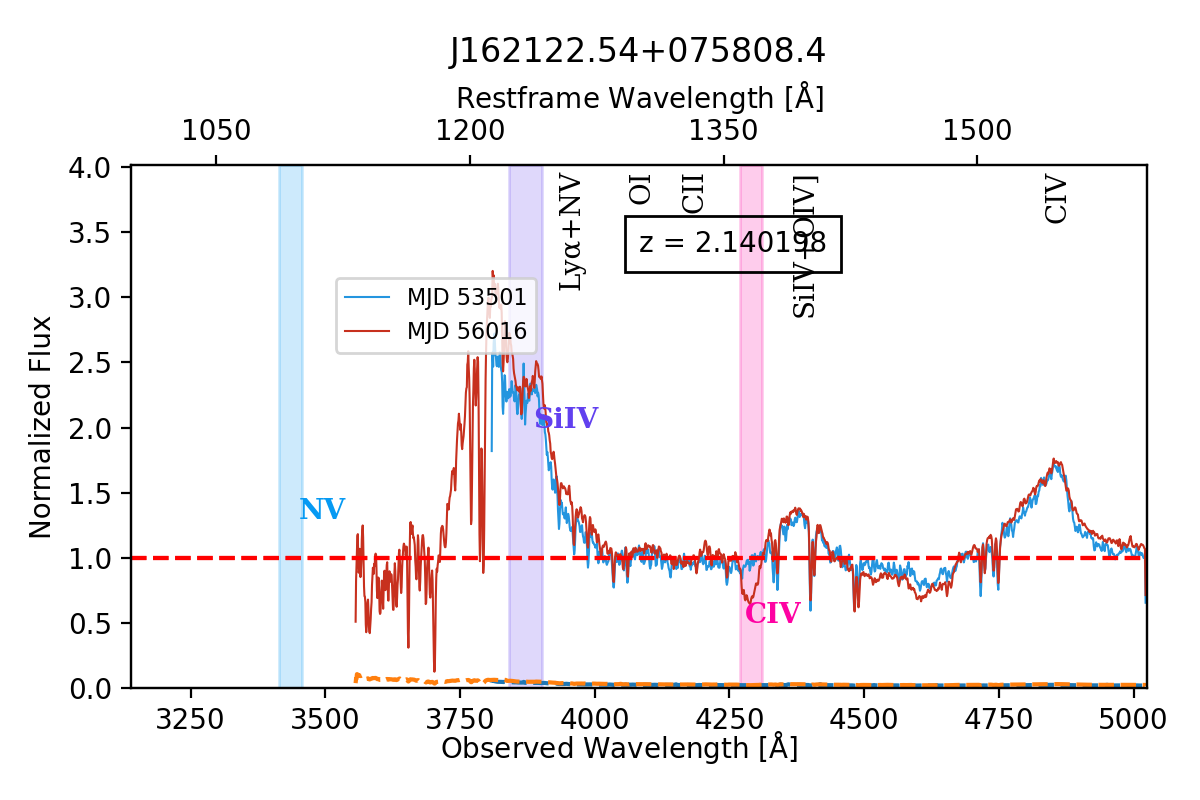 J162122.54+075808.4
Restframe Wavelength [Å]
1050 1200 1350 1500
4.0
3.5
3.0
2.5
2.0
1.5
1.0
0.5
0.0
Normalized Flux
Lyα+NV
OI
CII
SiIV+[OIV]
CIV
z = 2.140198
MJD 53501
MJD 56016
SiIV
NV
CIV
3250 3500 3750 4000 4250 4500 4750 5000
Observed Wavelength [Å]